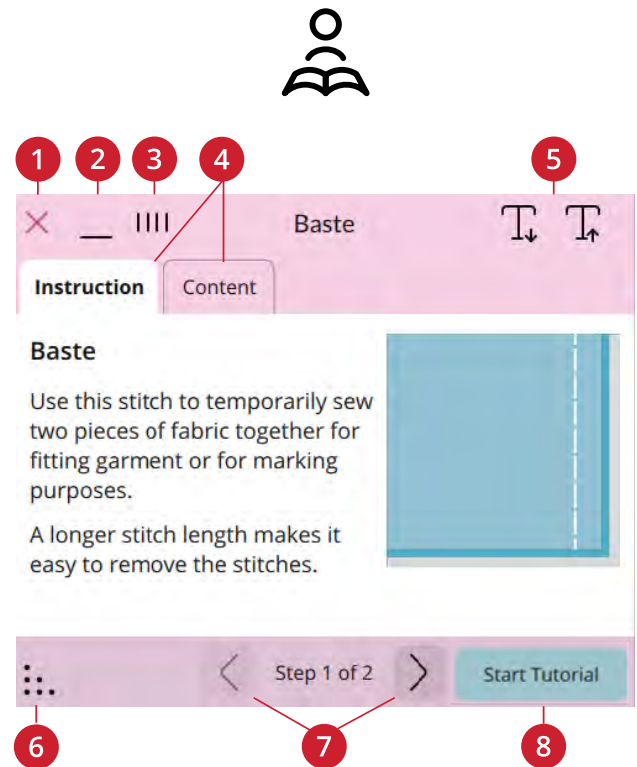 1 2 3 4 5
Baste
Instruction Content
Baste
Use this stitch to temporarily sew
two pieces of fabric together for
fitting garment or for marking
purposes.
A longer stitch length makes it
easy to remove the stitches.
Step 1 of 2
Start Tutorial
6 7 8